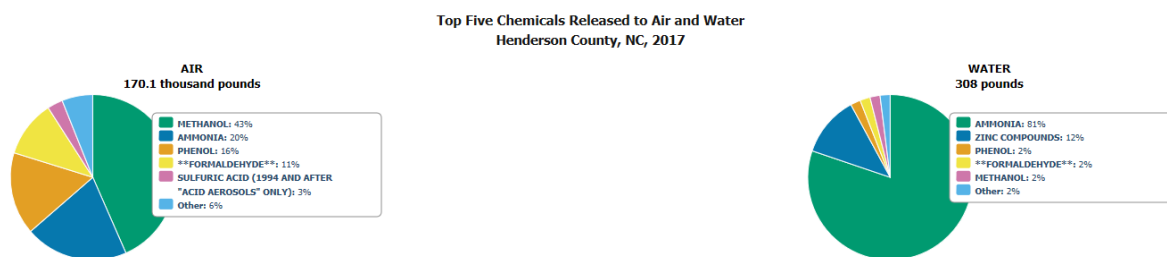 Top Five Chemicals Released to Air and Water
Henderson County, NC, 2017
AIR
170.1 thousand pounds
METHANOL: 43%
AMMONIA: 20%
PHENOL: 16%
**FORMALDEHYDE**: 11%
SULFURIC ACID (1994 AND AFTER
"ACID AEROSOLS" ONLY): 3%
Other: 6%
WATER
308 pounds
AMMONIA: 81%
ZINC COMPOUNDS: 12%
PHENOL: 2%
**FORMALDEHYDE**: 2%
METHANOL: 2%
Other: 2%